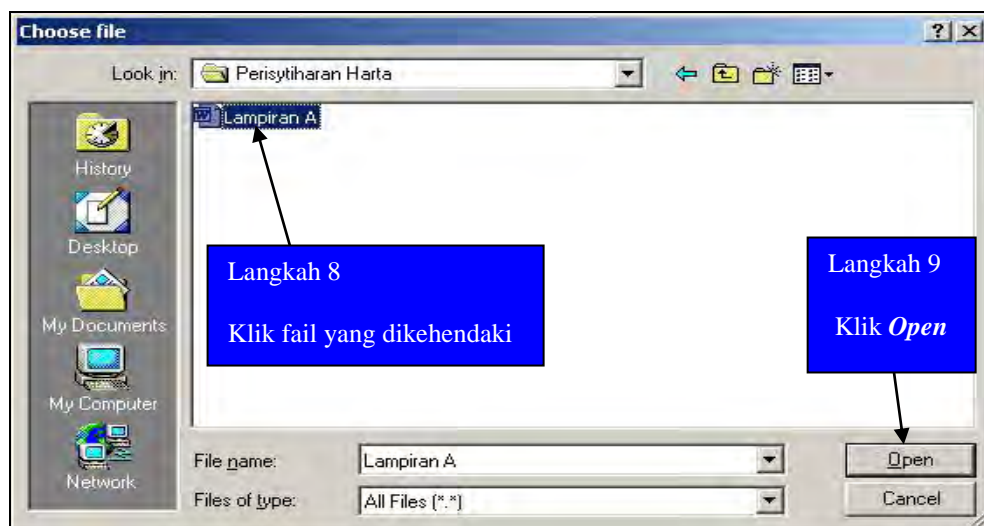 Choose file
Look in: Perisytiharan Harta
Lampiran A
History
Desktop
My Documents
My Computer
Network
Langkah 8
Klik fail yang dikehendaki
Langkah 9
Klik Open
File name: Lampiran A Open
Files of type: All Files (*.*) Cancel